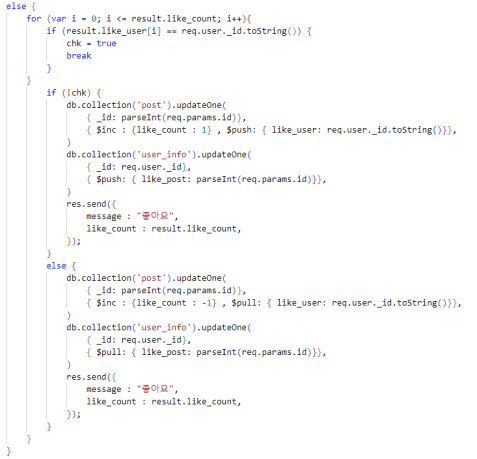 else {
for (var i = 0; i <= result.like_count; i++){
if (result.like_user[i] == req.user._id.toString()) {
chk = true
break
}
}
if (!chk) {
db.collection('post').updateOne(
{ _id: parseInt(req.params.id)},
{ $inc : {like_count : 1} , $push: { like_user: req.user._id.toString()}},
)
db.collection('user_info').updateOne(
{ _id: req.user._id},
{ $push: { like_post: parseInt(req.params.id)}},
)
res.send({
message : "좋아요",
like_count : result.like_count,
});
}
else {
db.collection('post').updateOne(
{ _id: parseInt(req.params.id)},
{ $inc : {like_count : -1} , $pull: { like_user: req.user._id.toString()}},
)
db.collection('user_info').updateOne(
{ _id: req.user._id},
{ $pull: { like_post: parseInt(req.params.id)}},
)
res.send({
message : "좋아요",
like_count : result.like_count,
});
}
}
}